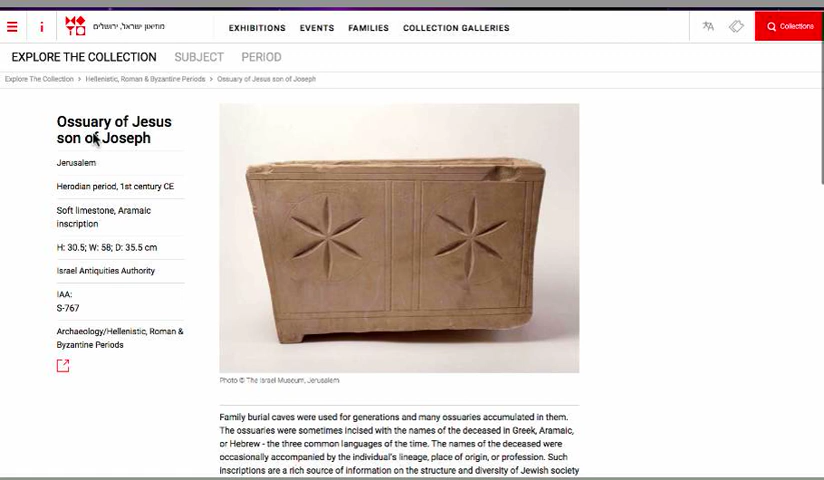 מוזיאון ישראל, ירושלים
EXHIBITIONS EVENTS FAMILIES COLLECTION GALLERIES
Collections
EXPLORE THE COLLECTION SUBJECT PERIOD
Explore The Collection > Hellenistic, Roman & Byzantine Periods > Ossuary of Jesus son of Joseph
Ossuary of Jesus
son of Joseph
Jerusalem
Herodian period, 1st century CE
Soft limestone, Aramaic
inscription
H: 30.5; W: 58; D: 35.5 cm
Israel Antiquities Authority
IAA:
S-767
Archaeology/Hellenistic, Roman &
Byzantine Periods
Photo © The Israel Museum, Jerusalem
Family burial caves were used for generations and many ossuaries accumulated in them.
The ossuaries were sometimes incised with the names of the deceased in Greek, Aramaic,
or Hebrew - the three common languages of the time. The names of the deceased were
occasionally accompanied by the individual's lineage, place of origin, or profession. Such
inscriptions are a rich source of information on the structure and diversity of Jewish society